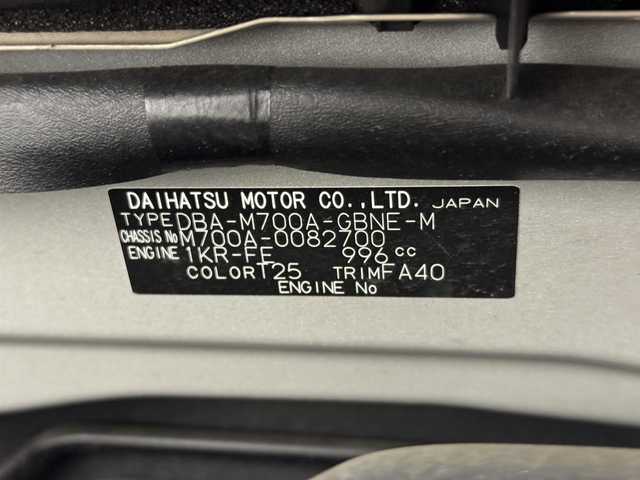 DAIHATSU MOTOR CO.,LTD. JAPAN
TYPE DBA-M700A-GBNE-M
CHASSIS No M700A-0082700
ENGINE 1KR-FE 996 cc
COLOR T25 TRIM FA40
ENGINE No